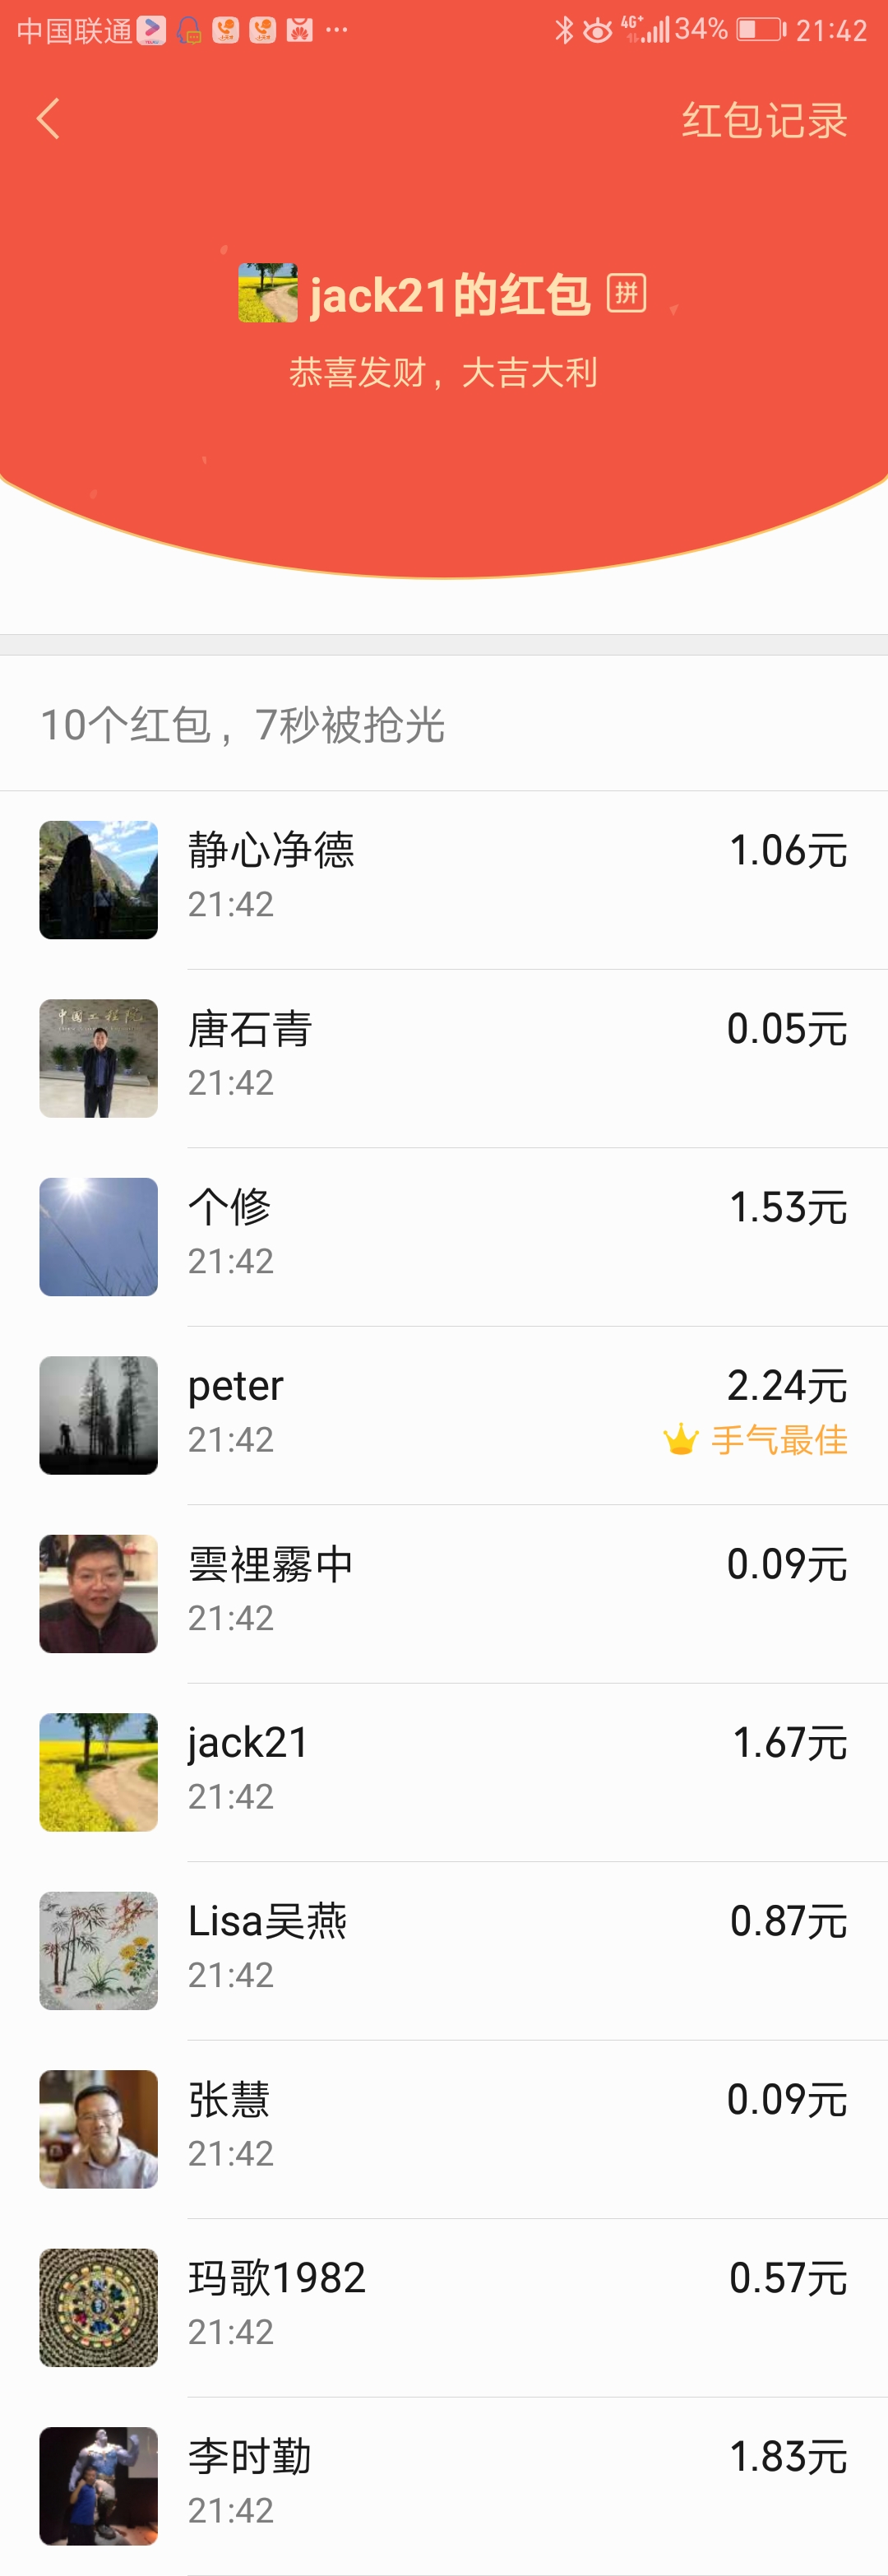 中国联通 4G+ 34% 21:42
红包记录
jack21的红包 拼
恭喜发财，大吉大利
10个红包，7秒被抢光
静心净德 1.06元
21:42
唐石青 0.05元
21:42
个修 1.53元
21:42
peter 2.24元
21:42 手气最佳
雲裡霧中 0.09元
21:42
jack21 1.67元
21:42
Lisa吴燕 0.87元
21:42
张慧 0.09元
21:42
玛歌1982 0.57元
21:42
李时勤 1.83元
21:42
中国工程院